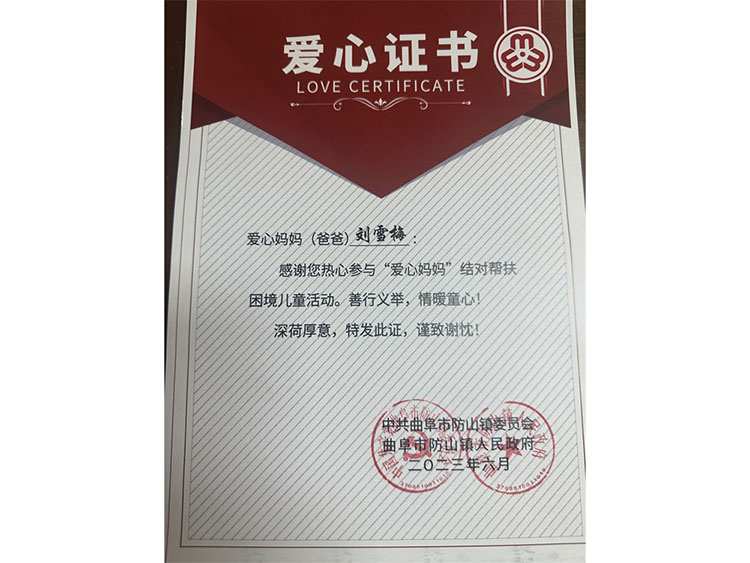 爱心证书
LOVE CERTIFICATE
爱心妈妈（爸爸）刘雪梅：
感谢您热心参与“爱心妈妈”结对帮扶
困境儿童活动。善行义举，情暖童心！
深荷厚意，特发此证，谨致谢忱！
中共曲阜市防山镇委员会
曲阜市防山镇人民政府
二〇二三年六月